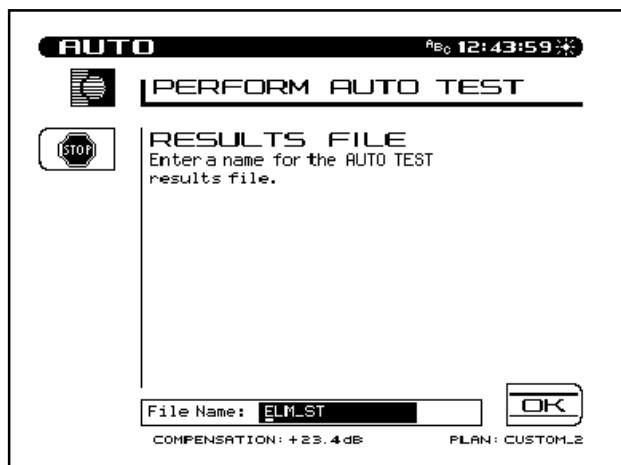 AUTO ABC 12:43:59
PERFORM AUTO TEST
STOP
RESULTS FILE
Enter a name for the AUTO TEST
results file.
File Name: ELM_ST
OK
COMPENSATION: +23.4dB PLAN: CUSTOM_2